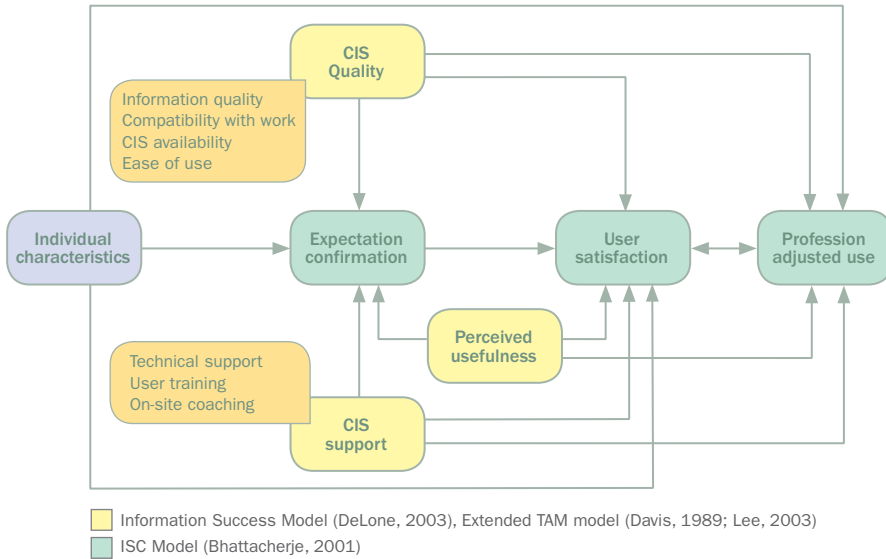 CIS
Quality
Information quality
Compatibility with work
CIS availability
Ease of use
Individual
characteristics
Expectation
confirmation
User
satisfaction
Profession
adjusted use
Perceived
usefulness
Technical support
User training
On-site coaching
CIS
support
Information Success Model (DeLone, 2003), Extended TAM model (Davis, 1989; Lee, 2003)
ISC Model (Bhattacherje, 2001)